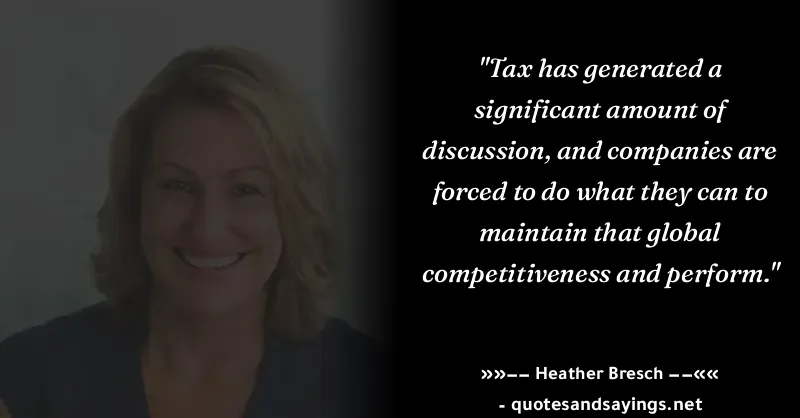 "Tax has generated a
significant amount of
discussion, and companies are
forced to do what they can to
maintain that global
competitiveness and perform."
»»−− Heather Bresch −−««
- quotesandsayings.net